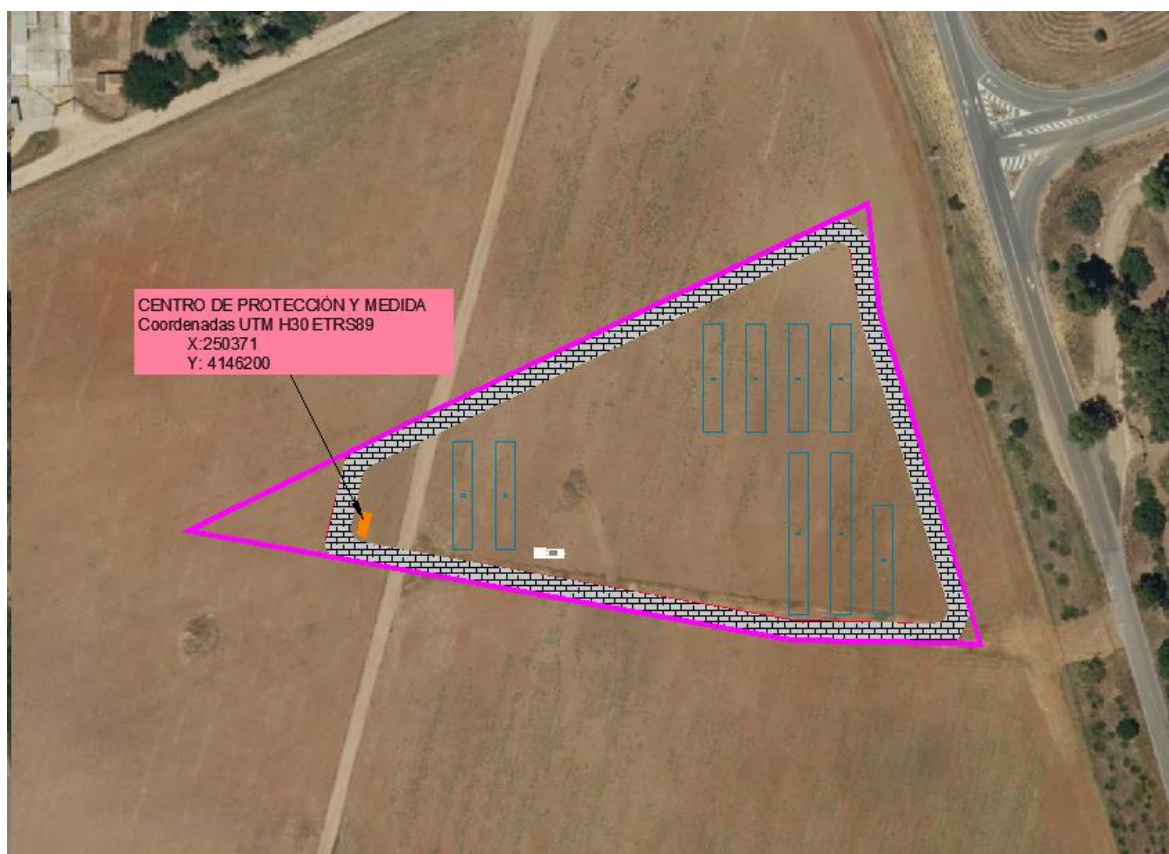 CENTRO DE PROTECCIÓN Y MEDIDA
Coordenadas UTM H30 ETRS89
X:250371
Y: 4146200